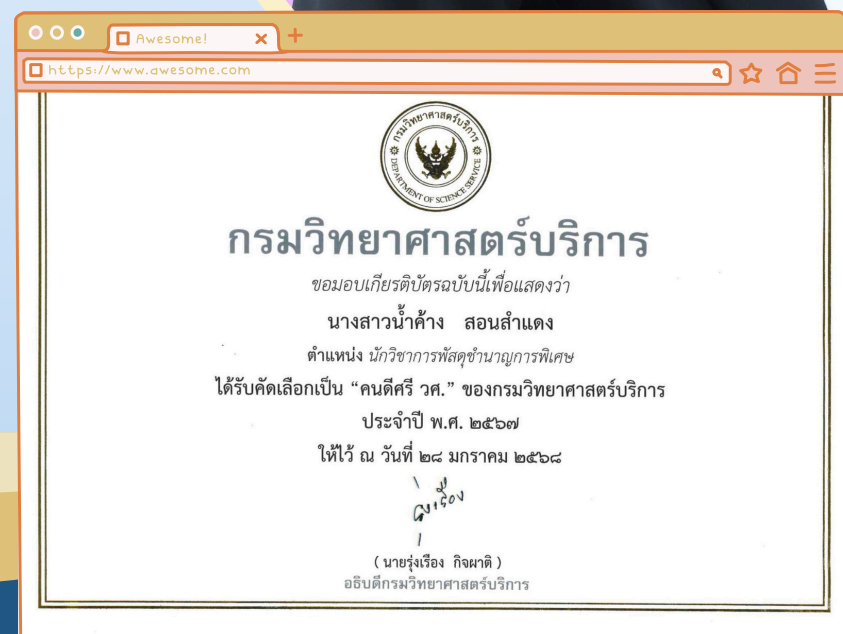 Awesome!
https://www.awesome.com
กรมวิทยาศาสตร์บริการ
DEPARTMENT OF SCIENCE SERVICE
กรมวิทยาศาสตร์บริการ
ขอมอบเกียรติบัตรฉบับนี้เพื่อแสดงว่า
นางสาวน้ำค้าง สอนสำแดง
ตำแหน่ง นักวิชาการพัสดุชำนาญการพิเศษ
ได้รับคัดเลือกเป็น “คนดีศรี วศ.” ของกรมวิทยาศาสตร์บริการ
ประจำปี พ.ศ. ๒๕๖๗
ให้ไว้ ณ วันที่ ๒๘ มกราคม ๒๕๖๘
รุ่งเรือง
( นายรุ่งเรือง กิจผาติ )
อธิบดีกรมวิทยาศาสตร์บริการ